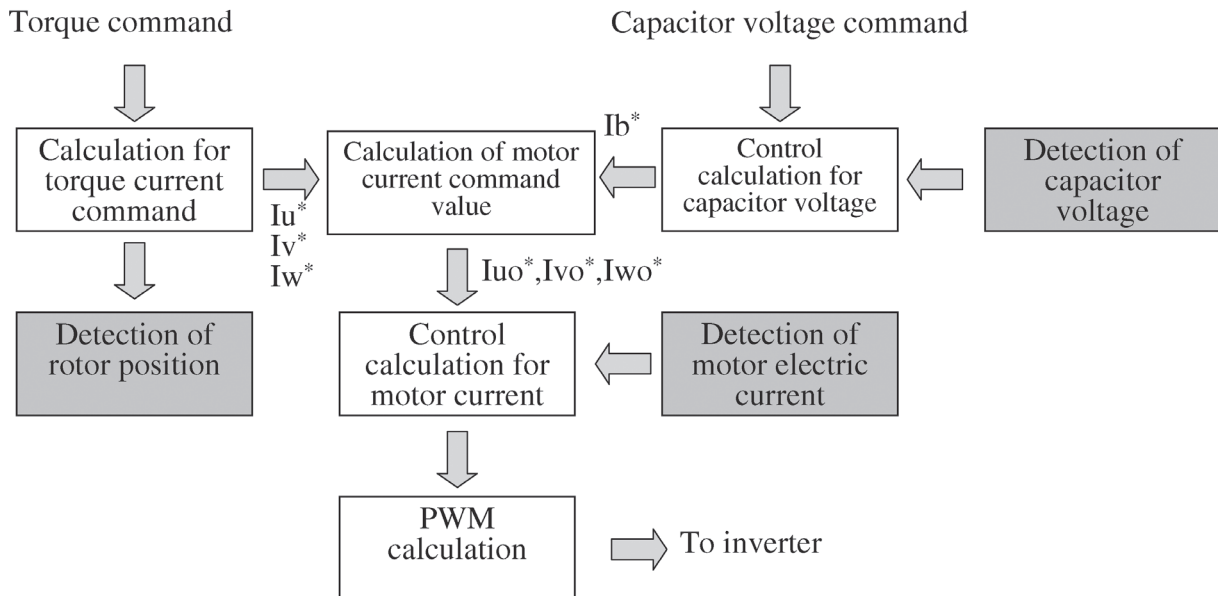 Torque command
Capacitor voltage command
Calculation for
torque current
command
Iu*
Iv*
Iw*
Calculation of motor
current command
value
Ib*
Control
calculation for
capacitor voltage
Detection of
capacitor
voltage
Iuo*,Ivo*,Iwo*
Detection of
rotor position
Control
calculation for
motor current
Detection of
motor electric
current
PWM
calculation
To inverter